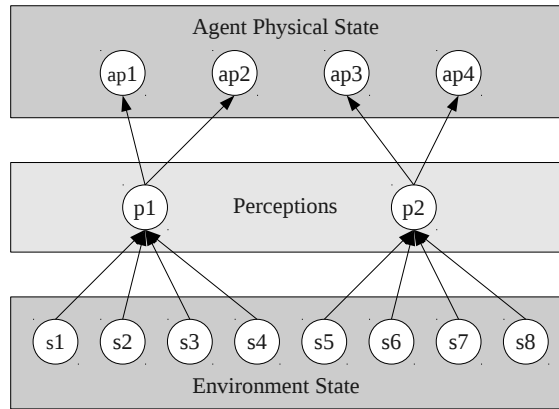 Agent Physical State
ap1 ap2 ap3 ap4
p1 Perceptions p2
s1 s2 s3 s4 s5 s6 s7 s8
Environment State